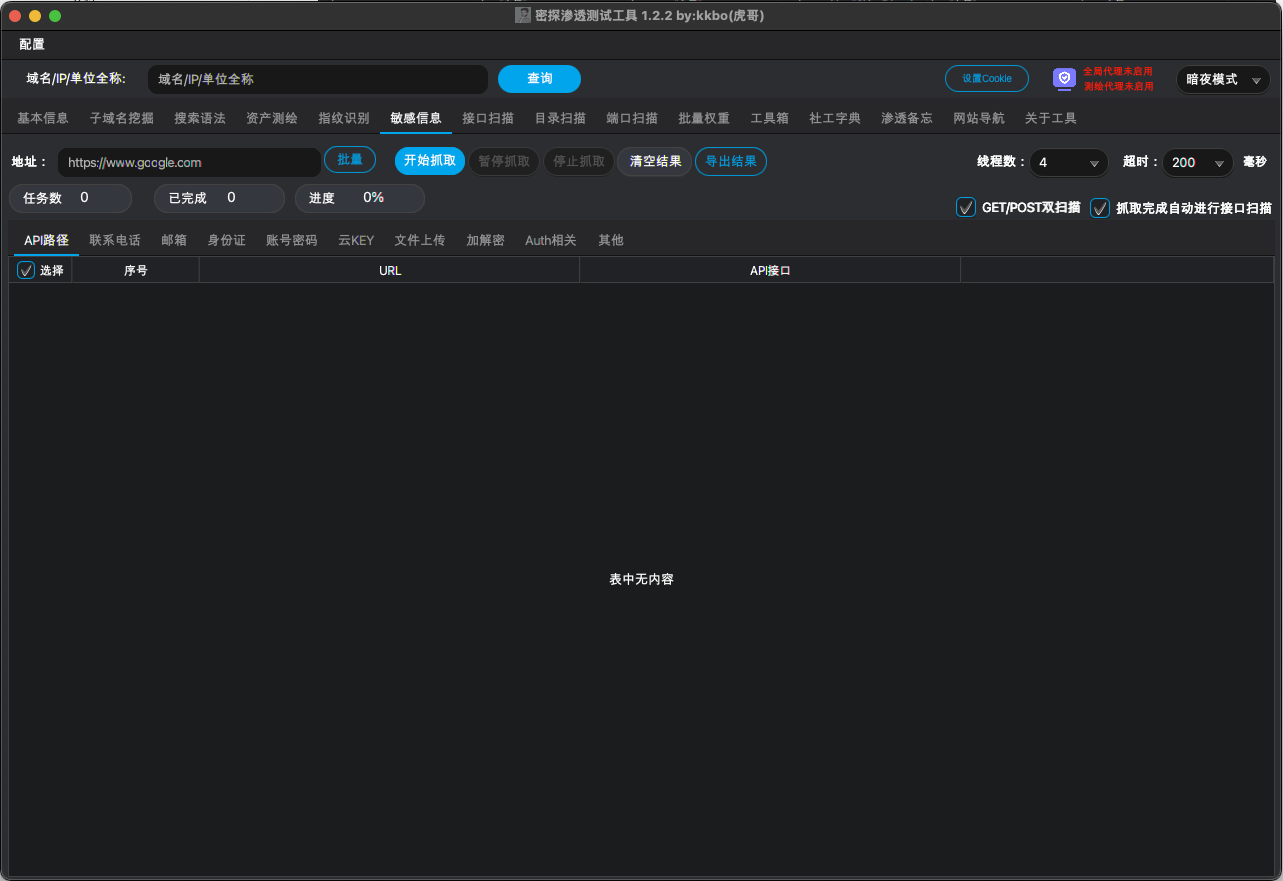 密探渗透测试工具 1.2.2 by:kkbo(虎哥)
配置
域名/IP/单位全称: 域名/IP/单位全称 查询 设置Cookie 全局代理未启用 暗夜模式
测绘代理未启用
基本信息 子域名挖掘 搜索语法 资产测绘 指纹识别 敏感信息 接口扫描 目录扫描 端口扫描 批量权重 工具箱 社工字典 渗透备忘 网站导航 关于工具
地址: https://www.gccgle.com 批量 开始抓取 暂停抓取 停止抓取 清空结果 导出结果 线程数: 4 超时: 200 毫秒
任务数 0 已完成 0 进度 0% GET/POST双扫描 抓取完成自动进行接口扫描
API路径 联系电话 邮箱 身份证 账号密码 云KEY 文件上传 加解密 Auth相关 其他
选择 序号 URL API接口
表中无内容